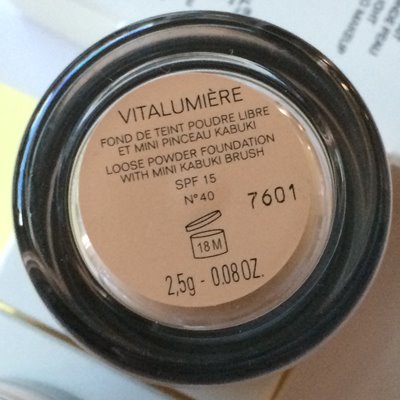 VITALUMIÈRE
FOND DE TEINT POUDRE LIBRE
ET MINI PINCEAU KABUKI
LOOSE POWDER FOUNDATION
WITH MINI KABUKI BRUSH
SPF 15
N° 40
7601
18 M
2,5g - 0.08 OZ.